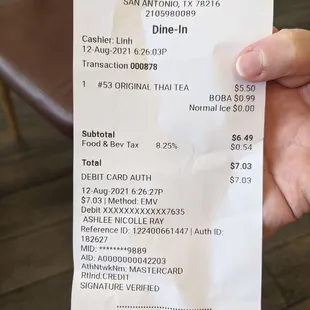 SAN ANTONIO, TX 78216
2105980089
Dine-In
Cashier: Linh
12-Aug-2021 6:26:03P
Transaction 000878
1 #53 ORIGINAL THAI TEA $5.50
BOBA $0.99
Normal Ice $0.00
Subtotal $6.49
Food & Bev Tax 8.25% $0.54
Total $7.03
DEBIT CARD AUTH $7.03
12-Aug-2021 6:26:27P
$7.03 | Method: EMV
Debit XXXXXXXXXXXX7635
ASHLEE NICOLLE RAY
Reference ID: 122400661447 | Auth ID:
182627
MID: ********9889
AID: A0000000042203
AthNtwkNm: MASTERCARD
RtInd:CREDIT
SIGNATURE VERIFIED